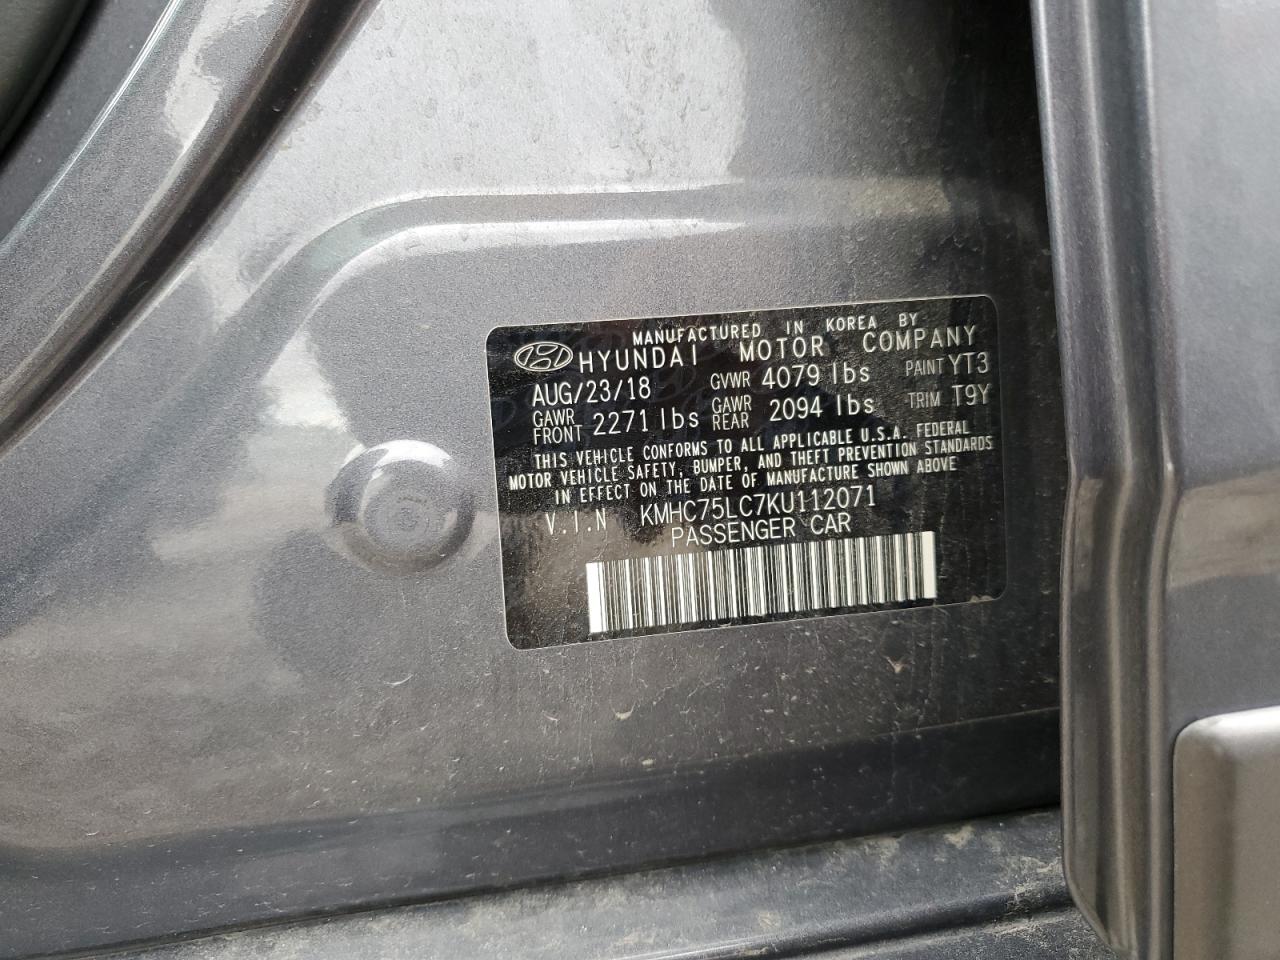 MANUFACTURED IN KOREA BY
HYUNDAI MOTOR COMPANY
AUG/23/18 GVWR 4079 lbs PAINT YT3
GAWR FRONT 2271 lbs GAWR REAR 2094 lbs TRIM T9Y
THIS VEHICLE CONFORMS TO ALL APPLICABLE U.S.A. FEDERAL
MOTOR VEHICLE SAFETY, BUMPER, AND THEFT PREVENTION STANDARDS
IN EFFECT ON THE DATE OF MANUFACTURE SHOWN ABOVE
V.I.N KMHC75LC7KU112071
PASSENGER CAR